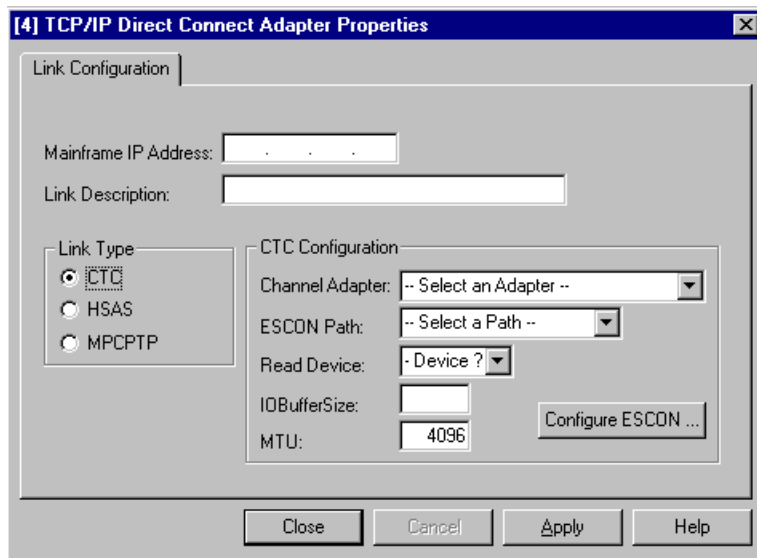 [4] TCP/IP Direct Connect Adapter Properties
Link Configuration
Mainframe IP Address: . . .
Link Description:
Link Type
CTC
HSAS
MPCPTP
CTC Configuration
Channel Adapter: -- Select an Adapter --
ESCON Path: -- Select a Path --
Read Device: - Device ?
IOBufferSize:
MTU: 4096
Configure ESCON ...
Close Cancel Apply Help